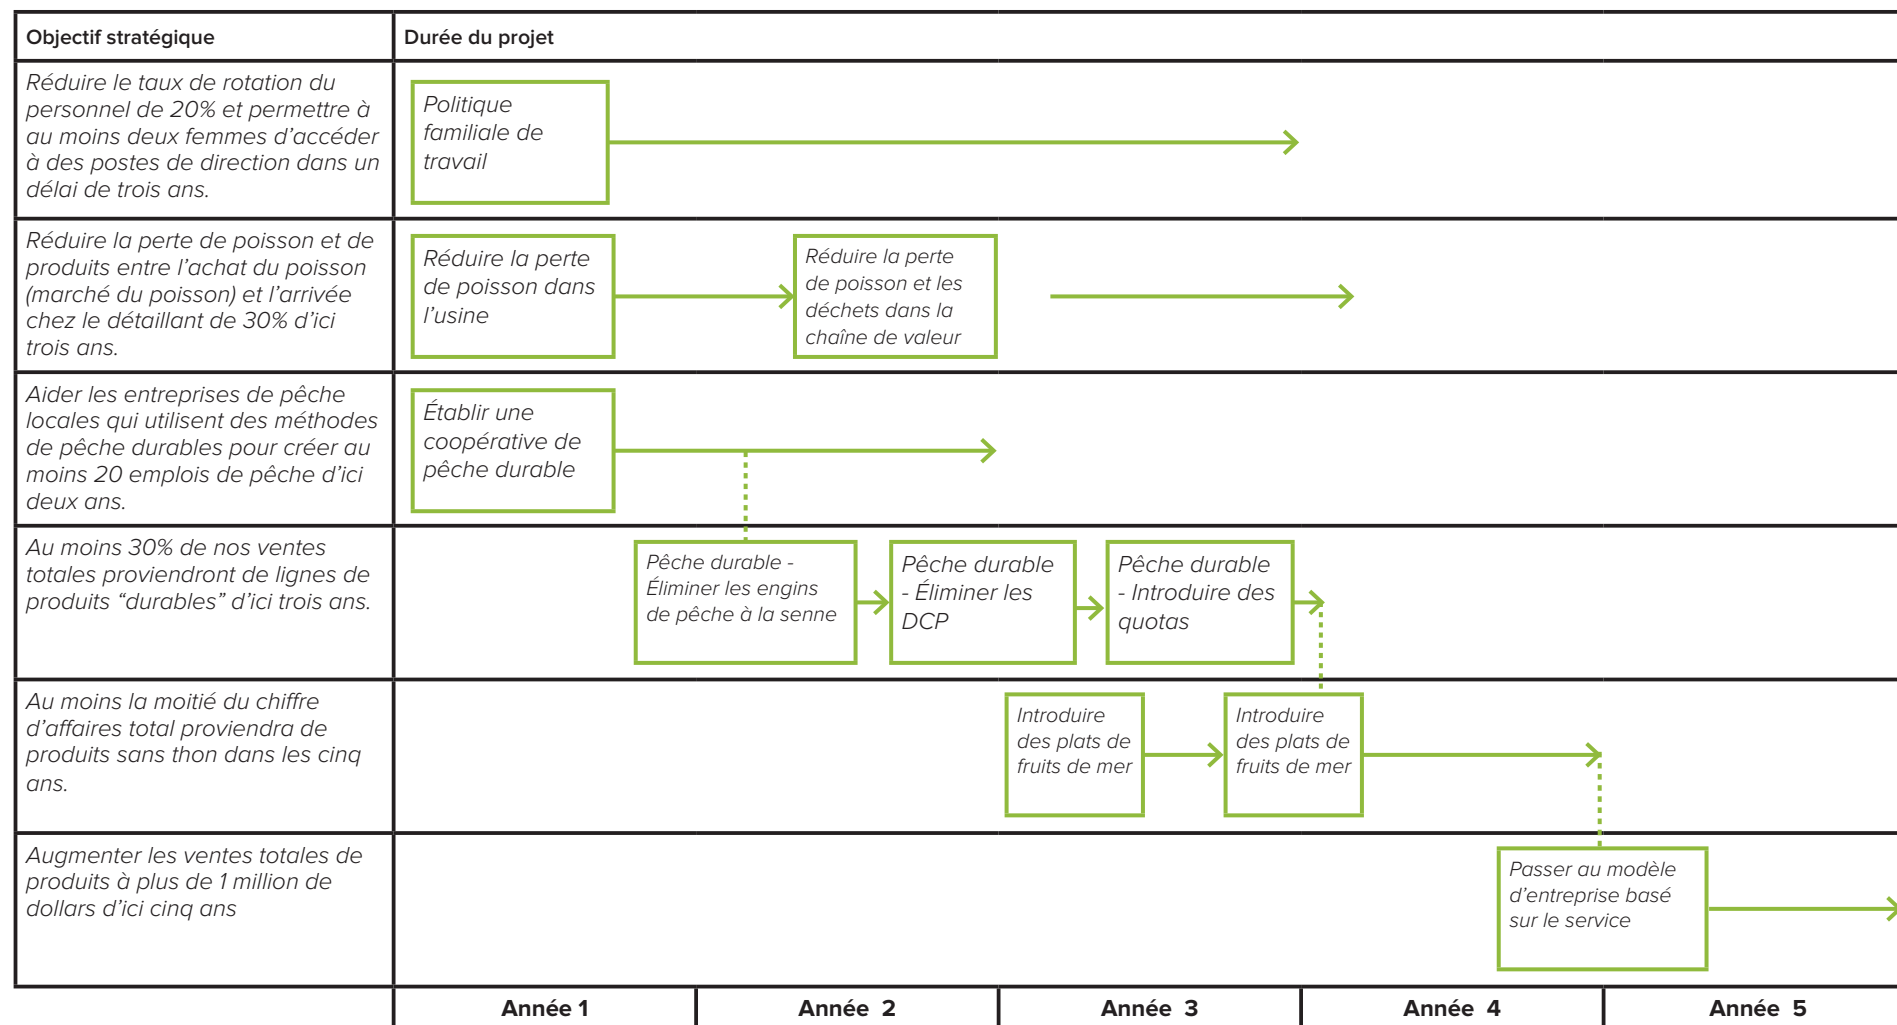 Objectif stratégique
Durée du projet
Réduire le taux de rotation du
personnel de 20% et permettre à
au moins deux femmes d’accéder
à des postes de direction dans un
délai de trois ans.
Politique
familiale de
travail
Réduire la perte de poisson et de
produits entre l’achat du poisson
(marché du poisson) et l’arrivée
chez le détaillant de 30% d’ici
trois ans.
Réduire la perte
de poisson dans
l’usine
Réduire la perte
de poisson et les
déchets dans la
chaîne de valeur
Aider les entreprises de pêche
locales qui utilisent des méthodes
de pêche durables pour créer au
moins 20 emplois de pêche d’ici
deux ans.
Établir une
coopérative de
pêche durable
Au moins 30% de nos ventes
totales proviendront de lignes de
produits “durables” d’ici trois ans.
Pêche durable -
Éliminer les engins
de pêche à la senne
Pêche durable
- Éliminer les
DCP
Pêche durable
- Introduire des
quotas
Au moins la moitié du chiffre
d’affaires total proviendra de
produits sans thon dans les cinq
ans.
Introduire
des plats de
fruits de mer
Introduire
des plats de
fruits de mer
Augmenter les ventes totales de
produits à plus de 1 million de
dollars d’ici cinq ans
Passer au modèle
d’entreprise basé
sur le service
Année 1
Année 2
Année 3
Année 4
Année 5